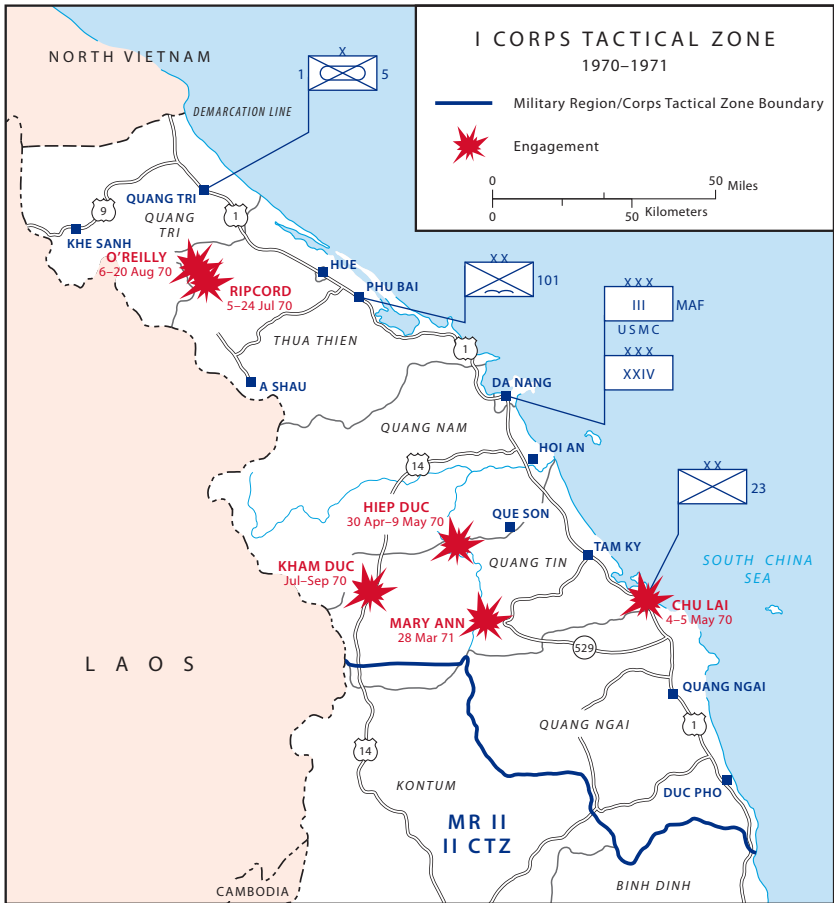 I CORPS TACTICAL ZONE
1970–1971
Military Region/Corps Tactical Zone Boundary
Engagement
0 50 Miles
0 50 Kilometers
NORTH VIETNAM
X
1 5
DEMARCATION LINE
QUANG TRI
9
QUANG
TRI
1
KHE SANH
O'REILLY
6–20 Aug 70
HUE
RIPCORD
5–24 Jul 70
PHU BAI
XX
101
XXX
III MAF
USMC
XXX
XXIV
THUA THIEN
1
A SHAU
DA NANG
QUANG NAM
HOI AN
14
XX
23
HIEP DUC
30 Apr–9 May 70
QUE SON
TAM KY
QUANG TIN
SOUTH CHINA
SEA
KHAM DUC
Jul–Sep 70
CHU LAI
4–5 May 70
MARY ANN
28 Mar 71
529
LAOS
QUANG NGAI
1
QUANG NGAI
14
KONTUM
DUC PHO
MR II
II CTZ
BINH DINH
CAMBODIA